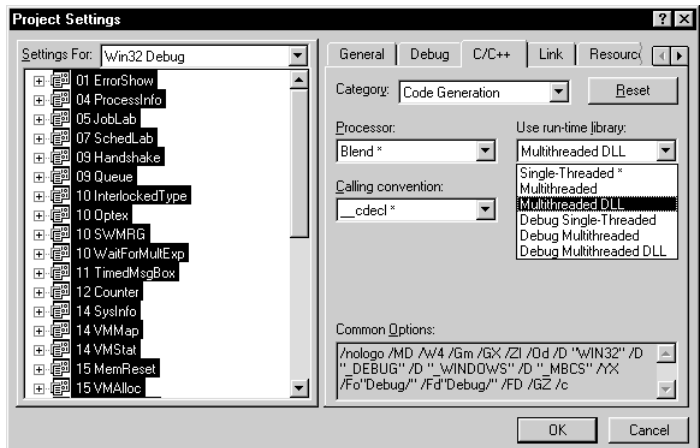 Project Settings
Settings For:
Win32 Debug
01 ErrorShow
04 ProcessInfo
05 JobLab
07 SchedLab
09 Handshake
09 Queue
10 InterlockedType
10 Optex
10 SWMRG
10 WaitForMultExp
11 TimedMsgBox
12 Counter
14 SysInfo
14 VMMap
14 VMStat
15 MemReset
15 VMAlloc
General Debug C/C++ Link Resourc
Category:
Code Generation
Reset
Processor:
Blend *
Use run-time library:
Multithreaded DLL
Single-Threaded *
Multithreaded
Multithreaded DLL
Debug Single-Threaded
Debug Multithreaded
Debug Multithreaded DLL
Calling convention:
__cdecl *
Common Options:
/nologo /MD /W4 /Gm /GX /ZI /Od /D "WIN32" /D
"_DEBUG" /D "_WINDOWS" /D "_MBCS" /YX
/Fo"Debug/" /Fd"Debug/" /FD /GZ /c
OK
Cancel